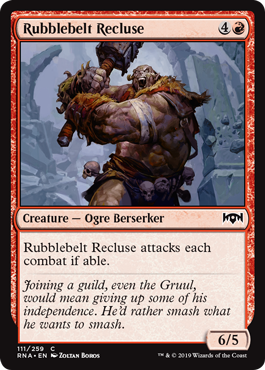 Rubblebelt Recluse 4
Creature — Ogre Berserker
Rubblebelt Recluse attacks each
combat if able.
Joining a guild, even the Gruul,
would mean giving up some of his
independence. He'd rather smash what
he wants to smash.
6/5
111/259 C
RNA • EN Zoltan Boros
™ & © 2019 Wizards of the Coast